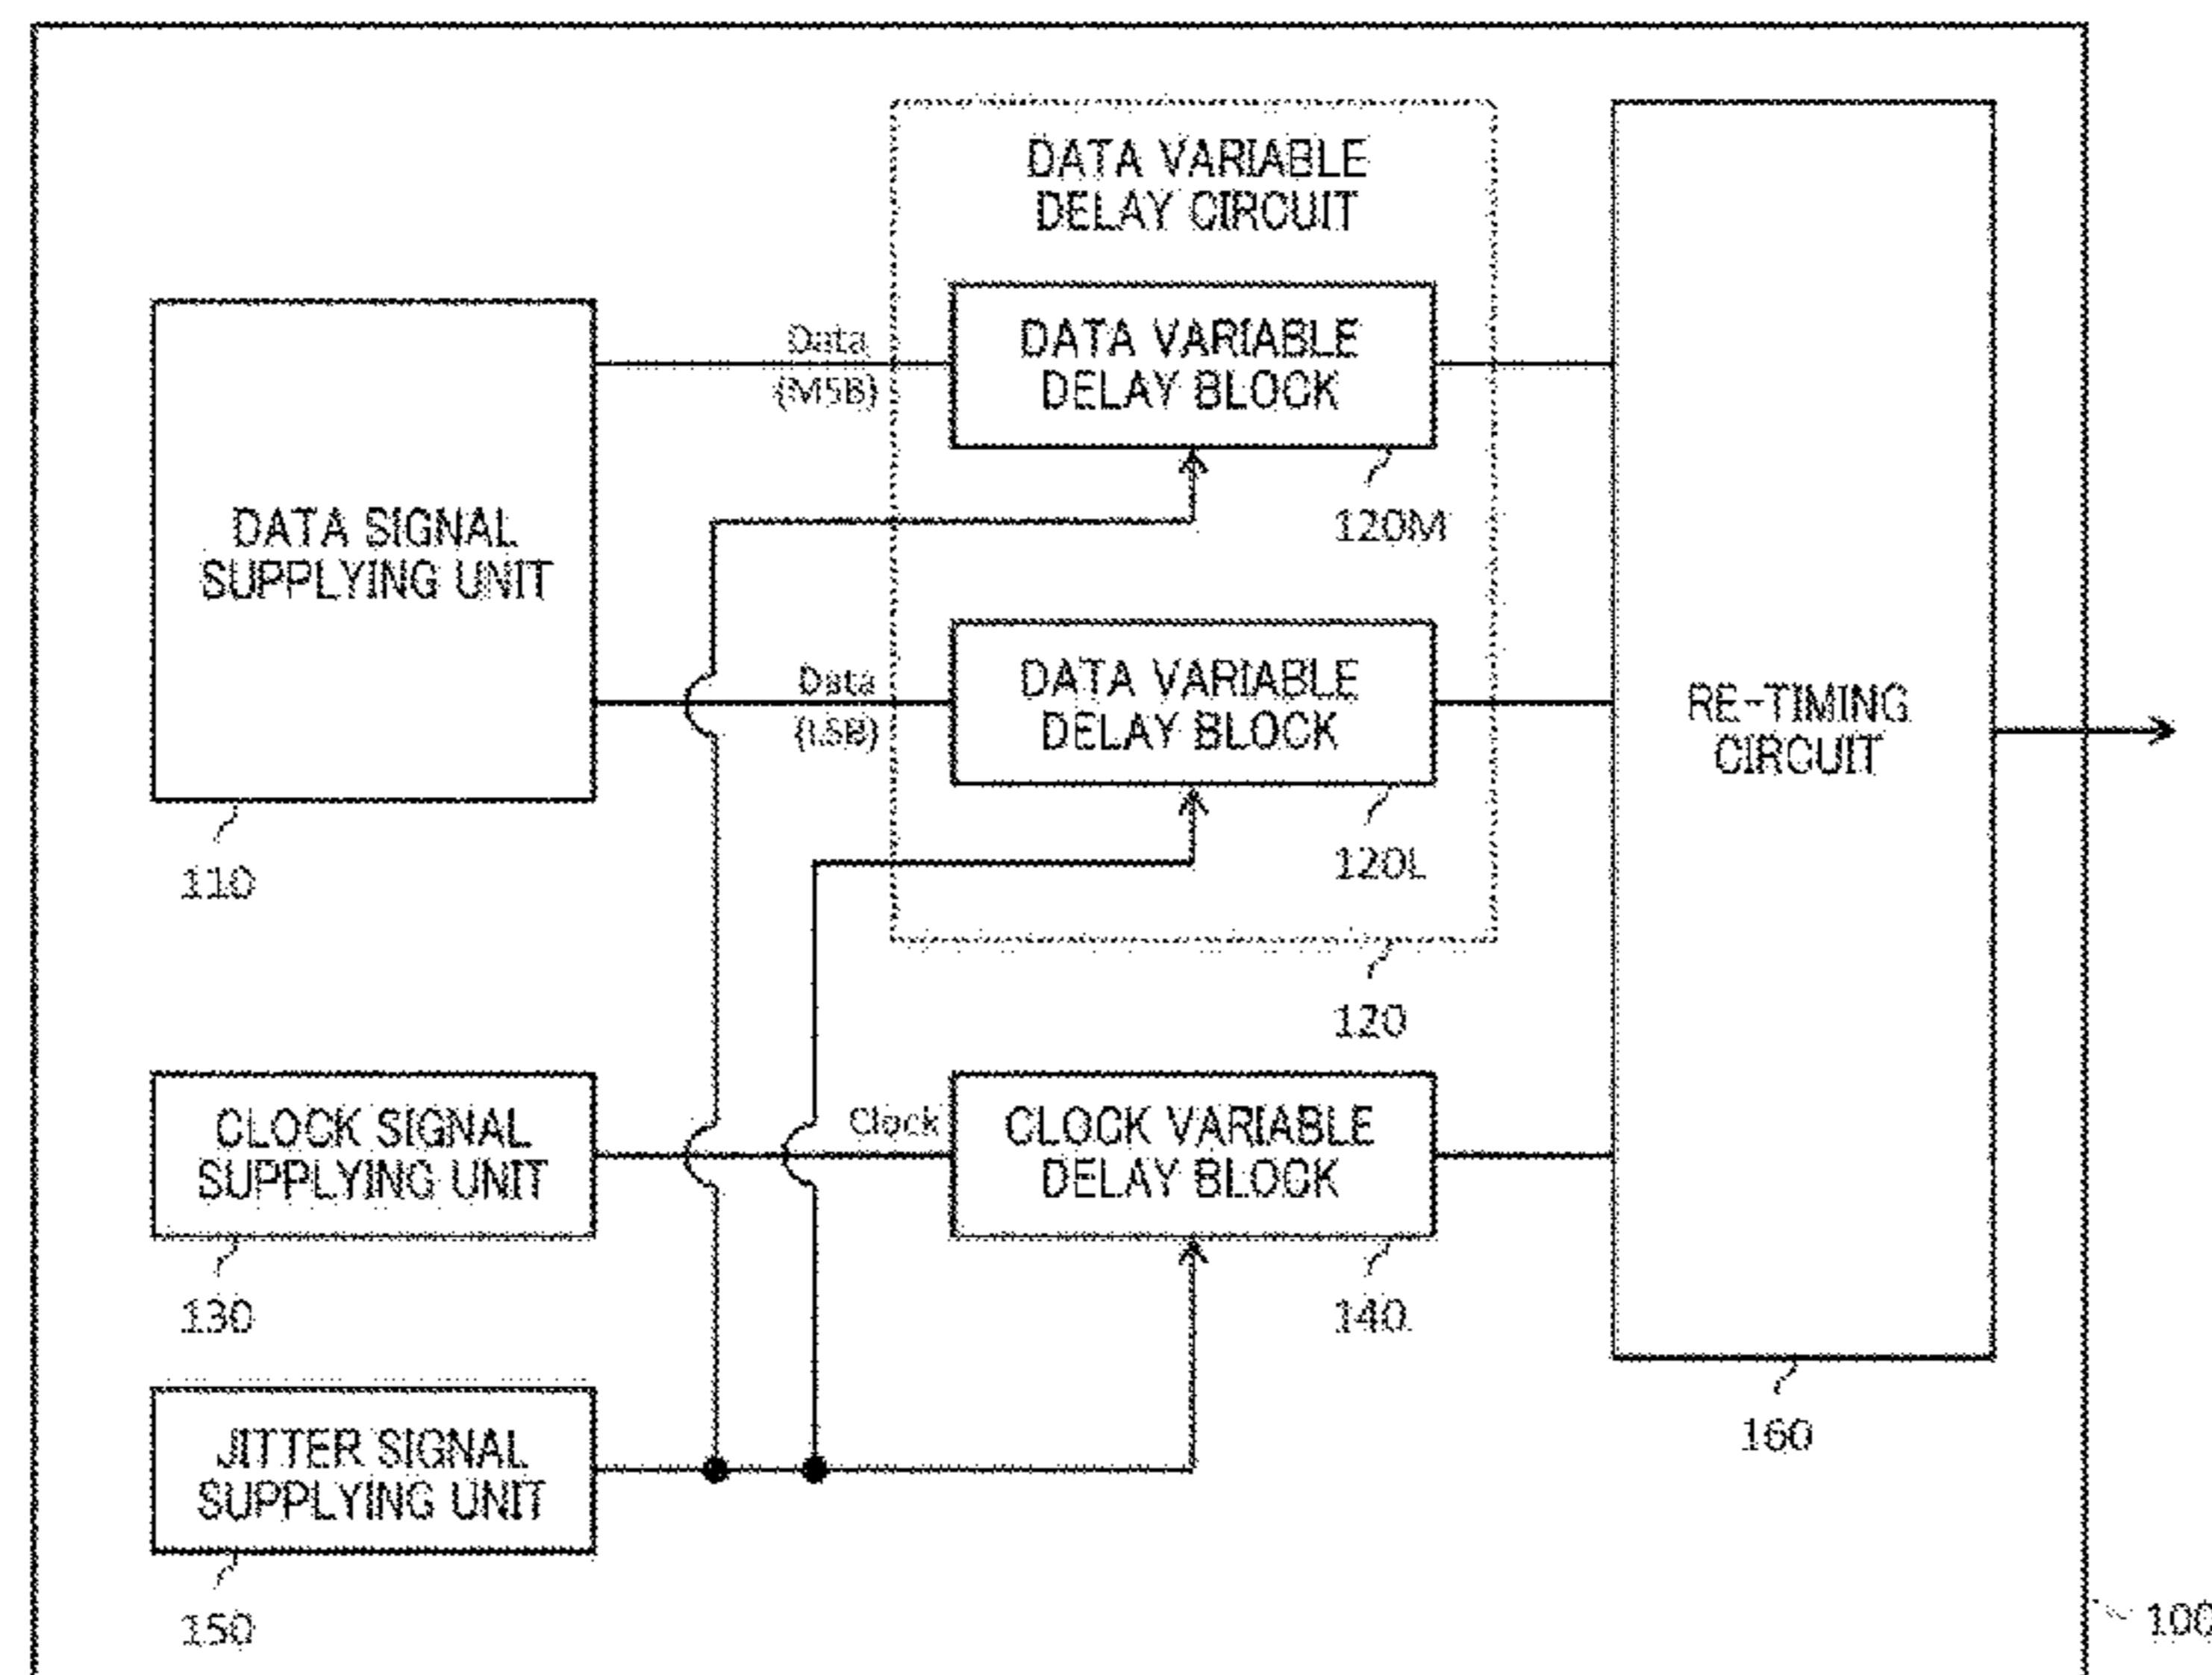 DATA VARIABLE
DELAY CIRCUIT
Data
(MSB)
DATA VARIABLE
DELAY BLOCK
120M
DATA SIGNAL
SUPPLYING UNIT
110
Data
(LSB)
DATA VARIABLE
DELAY BLOCK
120L
120
RE-TIMING
CIRCUIT
160
CLOCK SIGNAL
SUPPLYING UNIT
130
Clock
CLOCK VARIABLE
DELAY BLOCK
140
JITTER SIGNAL
SUPPLYING UNIT
150
100